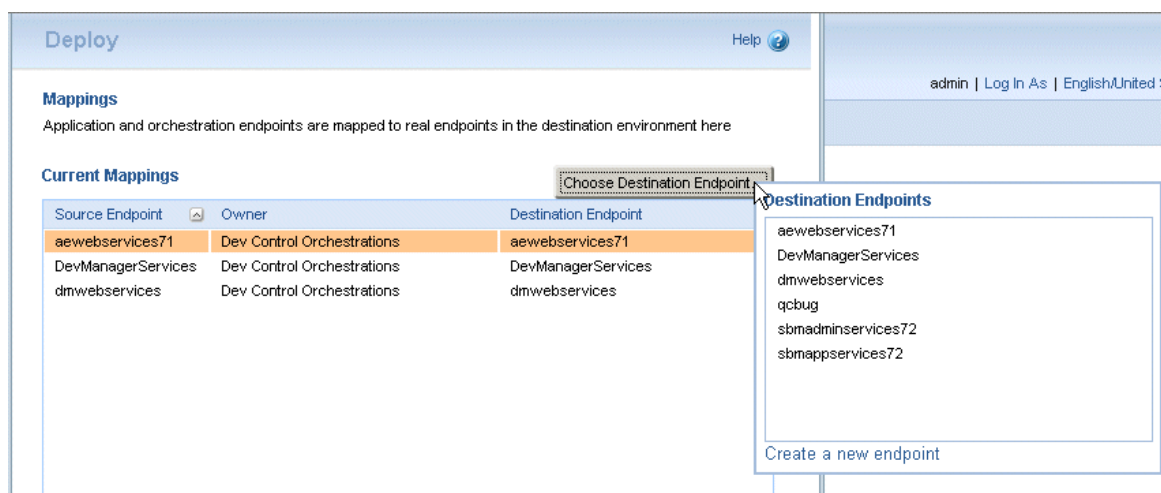 Deploy
Help
admin | Log In As | English/United
Mappings
Application and orchestration endpoints are mapped to real endpoints in the destination environment here
Current Mappings
Choose Destination Endpoint...
Source Endpoint Owner Destination Endpoint
aewebservices71 Dev Control Orchestrations aewebservices71
DevManagerServices Dev Control Orchestrations DevManagerServices
dmwebservices Dev Control Orchestrations dmwebservices
Destination Endpoints
aewebservices71
DevManagerServices
dmwebservices
qcbug
sbmadminservices72
sbmappservices72
Create a new endpoint